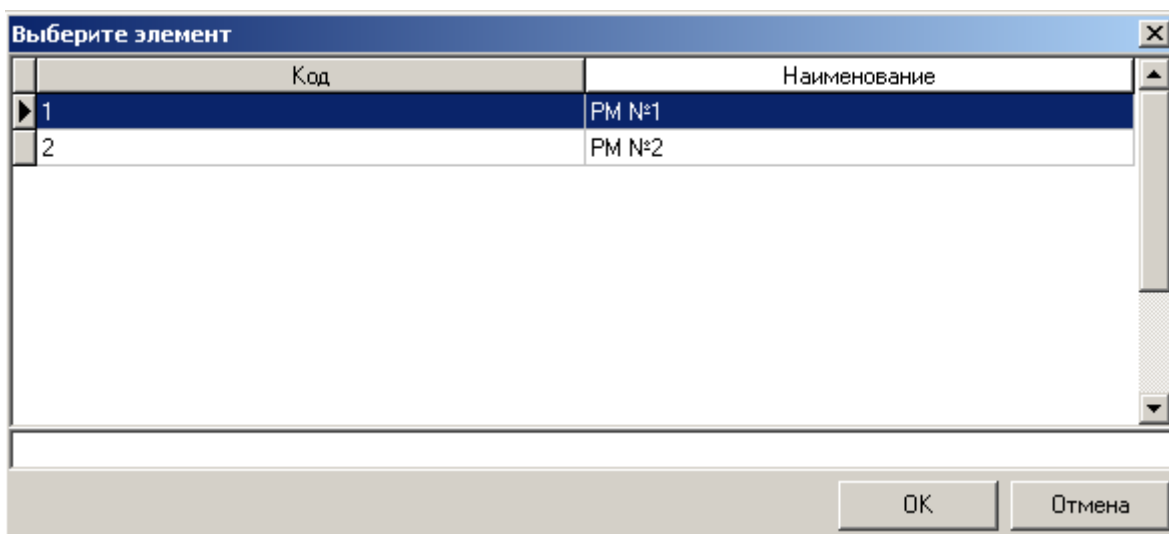 Выберите элемент
Код Наименование
1 РМ №1
2 РМ №2
OK Отмена